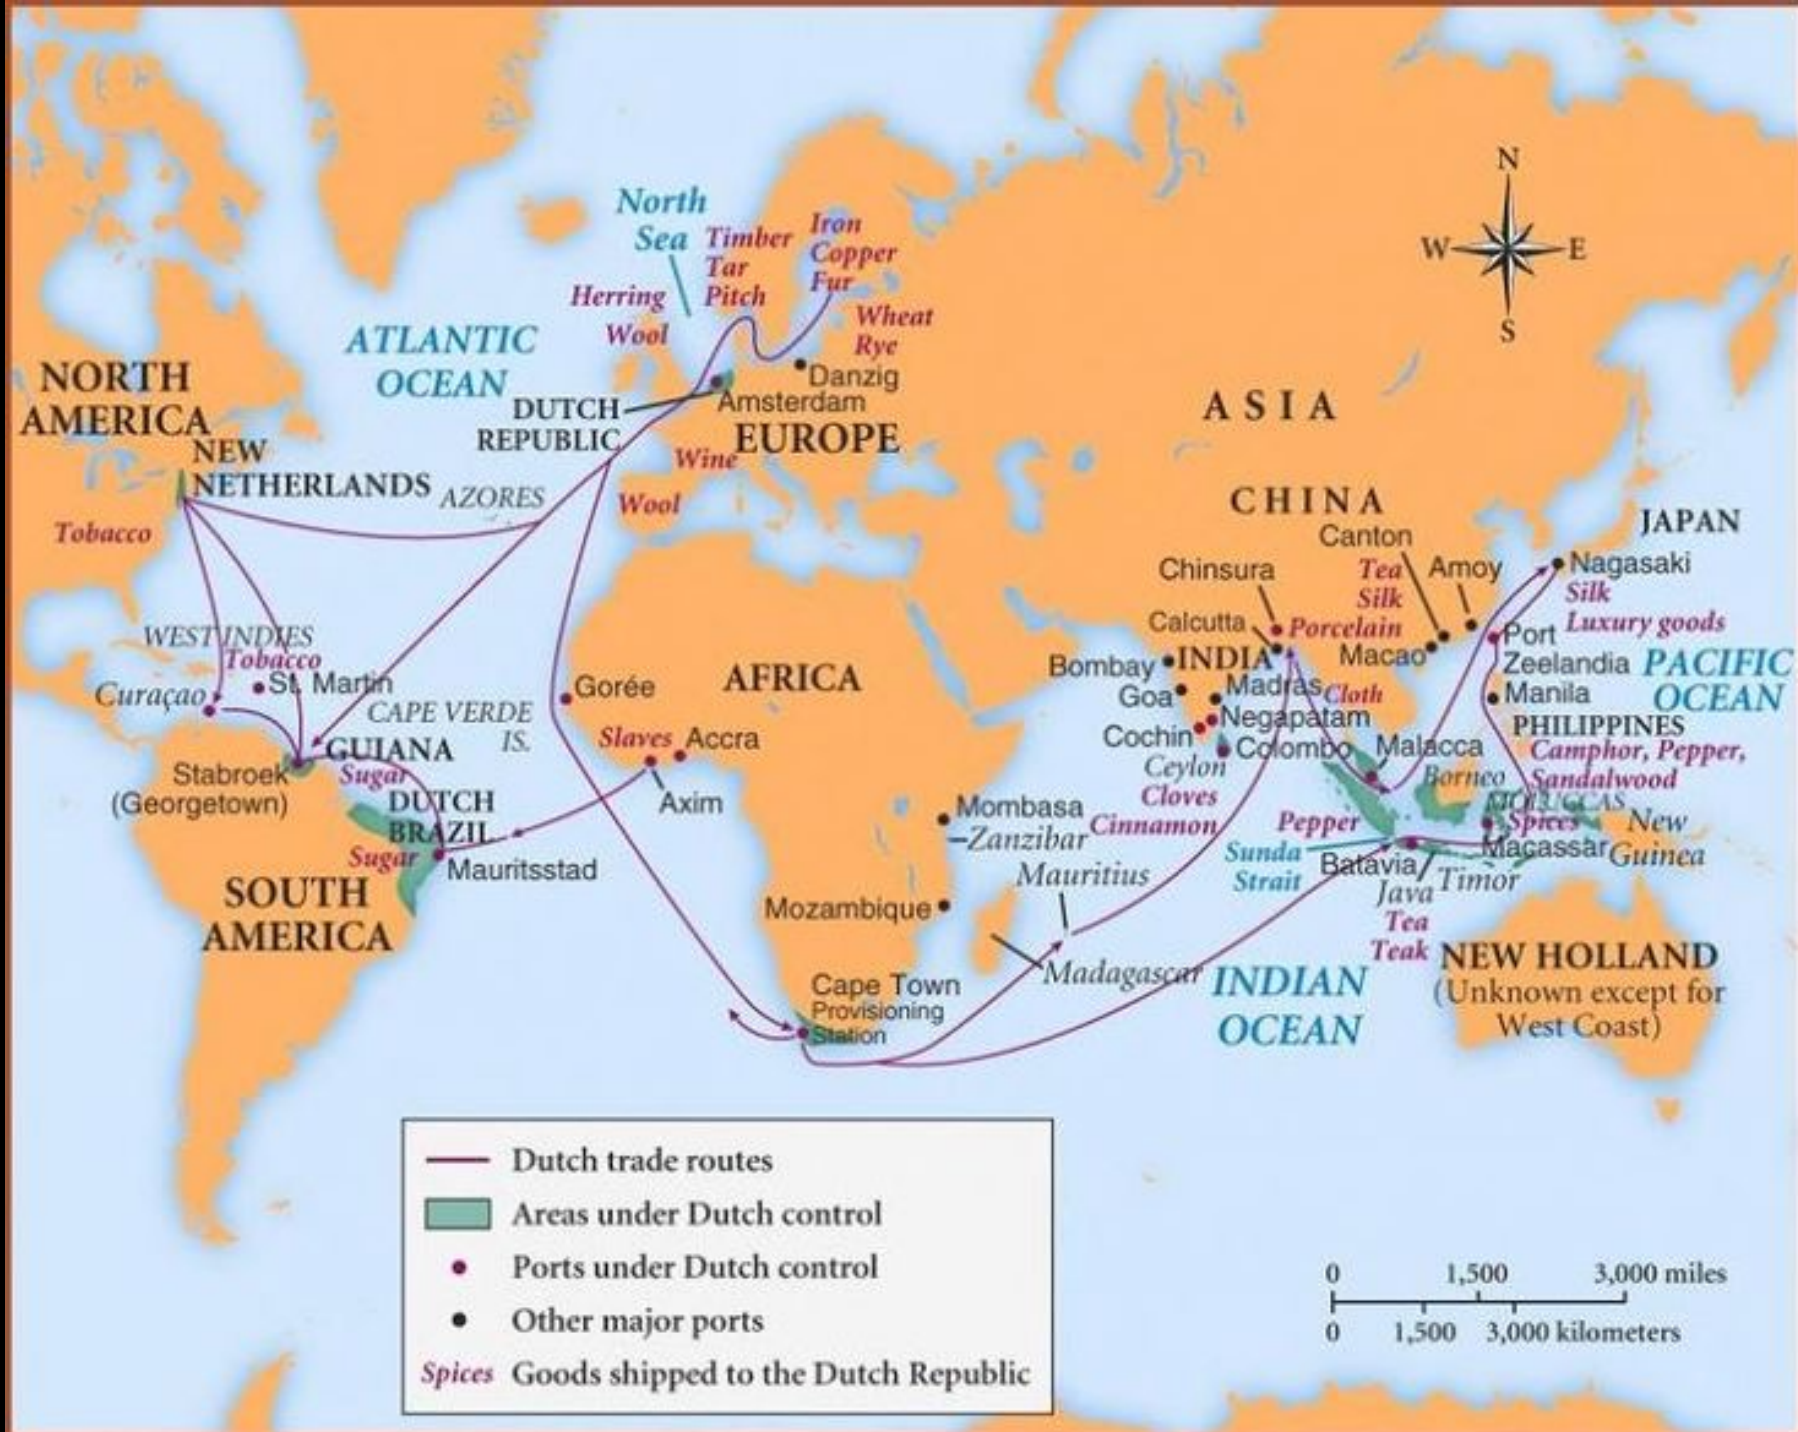 North
Sea
Timber
Tar
Pitch
Iron
Copper
Fur
Herring
Wool
Wheat
Rye
ATLANTIC
OCEAN
NORTH
AMERICA
DUTCH
REPUBLIC
Amsterdam
Danzig
EUROPE
NEW
NETHERLANDS
AZORES
Wine
Wool
Tobacco
N
W
E
S
ASIA
CHINA
JAPAN
Canton
Chinsura
Tea
Silk
Amoy
Nagasaki
Silk
Luxury goods
Calcutta
Porcelain
Port
Zeelandia
PACIFIC
OCEAN
Bombay
INDIA
Macao
Goa
Madras
Cloth
Manila
Negapatam
PHILIPPINES
Cochin
Colombo
Malacca
Camphor, Pepper,
Sandalwood
Ceylon
Cloves
Cinnamon
Borneo
MOLUCCAS
Spices
New
Guinea
Pepper
Macassar
Sunda
Strait
Batavia
Java
Timor
Tea
Teak
WEST INDIES
Tobacco
St. Martin
Curaçao
CAPE VERDE
IS.
Gorée
AFRICA
Slaves
Accra
Axim
GUIANA
Stabroek
(Georgetown)
Sugar
DUTCH
BRAZIL
Sugar
Mauritsstad
SOUTH
AMERICA
Mombasa
Zanzibar
Mauritius
Mozambique
Madagascar
Cape Town
Provisioning
Station
INDIAN
OCEAN
NEW HOLLAND
(Unknown except for
West Coast)
Dutch trade routes
Areas under Dutch control
Ports under Dutch control
Other major ports
Spices Goods shipped to the Dutch Republic
0 1,500 3,000 miles
0 1,500 3,000 kilometers